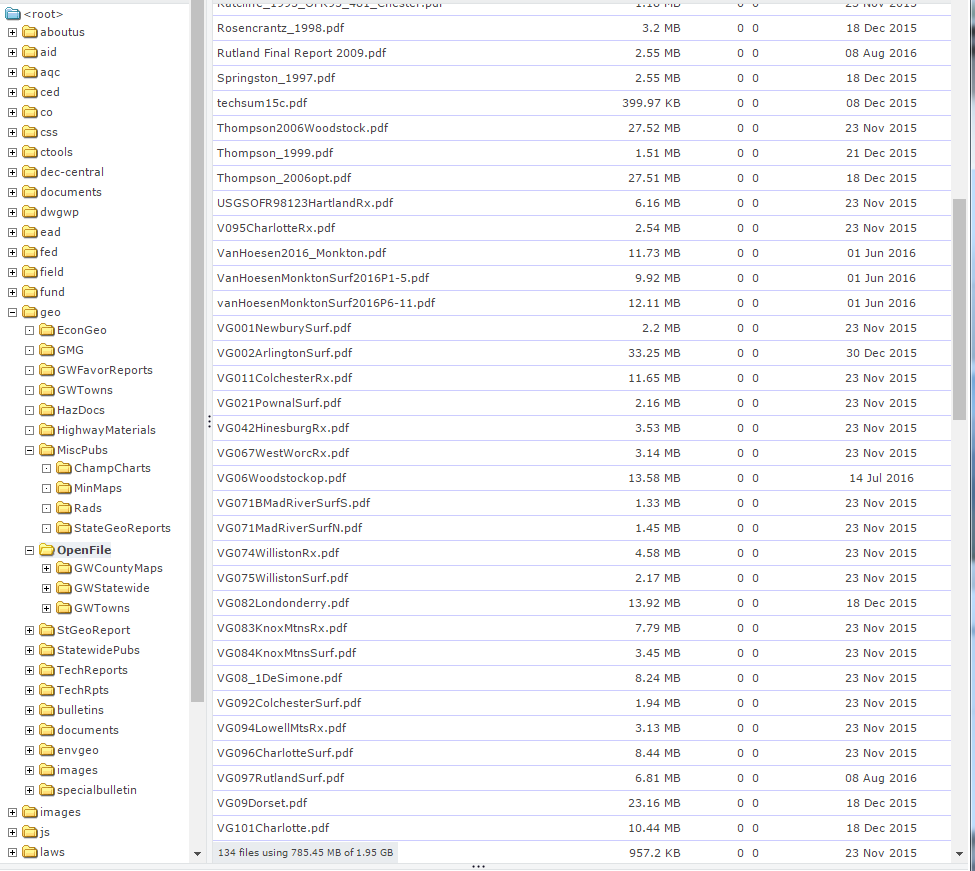 <root>
aboutus
aid
aqc
ced
co
css
ctools
dec-central
documents
dwgwp
ead
fed
field
fund
geo
EconGeo
GMG
GWFavorReports
GWTowns
HazDocs
HighwayMaterials
MiscPubs
ChampCharts
MinMaps
Rads
StateGeoReports
OpenFile
GWCountyMaps
GWStatewide
GWTowns
StGeoReport
StatewidePubs
TechReports
TechRpts
bulletins
documents
envgeo
images
specialbulletin
images
js
laws
Rosencrantz_1998.pdf 3.2 MB 0 0 18 Dec 2015
Rutland Final Report 2009.pdf 2.55 MB 0 0 08 Aug 2016
Springston_1997.pdf 2.55 MB 0 0 18 Dec 2015
techsum15c.pdf 399.97 KB 0 0 08 Dec 2015
Thompson2006Woodstock.pdf 27.52 MB 0 0 23 Nov 2015
Thompson_1999.pdf 1.51 MB 0 0 21 Dec 2015
Thompson_2006opt.pdf 27.51 MB 0 0 18 Dec 2015
USGSOFR98123HartlandRx.pdf 6.16 MB 0 0 23 Nov 2015
V095CharlotteRx.pdf 2.54 MB 0 0 23 Nov 2015
VanHoesen2016_Monkton.pdf 11.73 MB 0 0 01 Jun 2016
VanHoesenMonktonSurf2016P1-5.pdf 9.92 MB 0 0 01 Jun 2016
vanHoesenMonktonSurf2016P6-11.pdf 12.11 MB 0 0 01 Jun 2016
VG001NewburySurf.pdf 2.2 MB 0 0 23 Nov 2015
VG002ArlingtonSurf.pdf 33.25 MB 0 0 30 Dec 2015
VG011ColchesterRx.pdf 11.65 MB 0 0 23 Nov 2015
VG021PownalSurf.pdf 2.16 MB 0 0 23 Nov 2015
VG042HinesburgRx.pdf 3.53 MB 0 0 23 Nov 2015
VG067WestWorcRx.pdf 3.14 MB 0 0 23 Nov 2015
VG06Woodstockop.pdf 13.58 MB 0 0 14 Jul 2016
VG071BMadRiverSurfS.pdf 1.33 MB 0 0 23 Nov 2015
VG071MadRiverSurfN.pdf 1.45 MB 0 0 23 Nov 2015
VG074WillistonRx.pdf 4.58 MB 0 0 23 Nov 2015
VG075WillistonSurf.pdf 2.17 MB 0 0 23 Nov 2015
VG082Londonderry.pdf 13.92 MB 0 0 18 Dec 2015
VG083KnoxMtnsRx.pdf 7.79 MB 0 0 23 Nov 2015
VG084KnoxMtnsSurf.pdf 3.45 MB 0 0 23 Nov 2015
VG08_1DeSimone.pdf 8.24 MB 0 0 23 Nov 2015
VG092ColchesterSurf.pdf 1.94 MB 0 0 23 Nov 2015
VG094LowellMtsRx.pdf 3.13 MB 0 0 23 Nov 2015
VG096CharlotteSurf.pdf 8.44 MB 0 0 23 Nov 2015
VG097RutlandSurf.pdf 6.81 MB 0 0 08 Aug 2016
VG09Dorset.pdf 23.16 MB 0 0 18 Dec 2015
VG101Charlotte.pdf 10.44 MB 0 0 18 Dec 2015
134 files using 785.45 MB of 1.95 GB 957.2 KB 0 0 23 Nov 2015